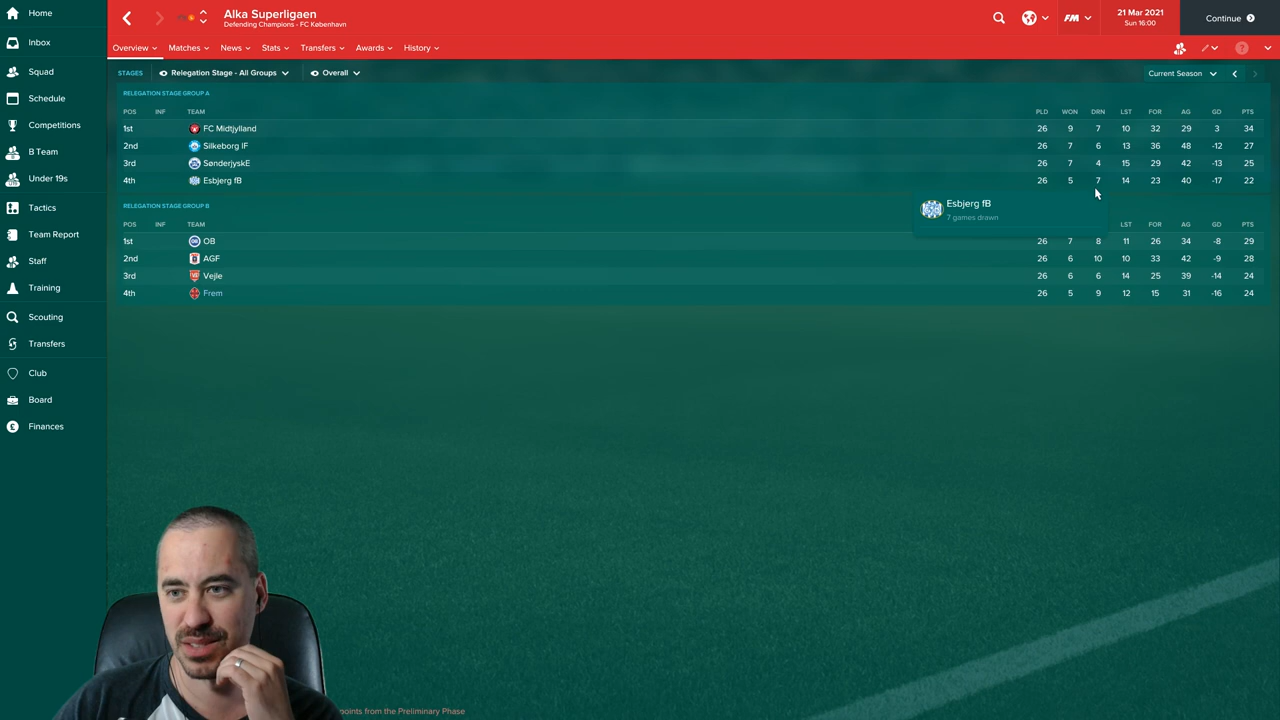 Home
Inbox
Squad
Schedule
Competitions
B Team
Under 19s
Tactics
Team Report
Staff
Training
Scouting
Transfers
Club
Board
Finances
Alka Superligaen
Defending Champions - FC København
FM
21 Mar 2021
Sun 16:00
Continue
Overview Matches News Stats Transfers Awards History
STAGES Relegation Stage - All Groups Overall Current Season
RELEGATION STAGE GROUP A
POS INF TEAM PLD WON DRN LST FOR AG GD PTS
1st FC Midtjylland 26 9 7 10 32 29 3 34
2nd Silkeborg IF 26 7 6 13 36 48 -12 27
3rd SønderjyskE 26 7 4 15 29 42 -13 25
4th Esbjerg fB 26 5 7 14 23 40 -17 22
Esbjerg fB
7 games drawn
RELEGATION STAGE GROUP B
POS INF TEAM LST FOR AG GD PTS
1st OB 26 7 8 11 26 34 -8 29
2nd AGF 26 6 10 10 33 42 -9 28
3rd Vejle 26 6 6 14 25 39 -14 24
4th Frem 26 5 9 12 15 31 -16 24
points from the Preliminary Phase